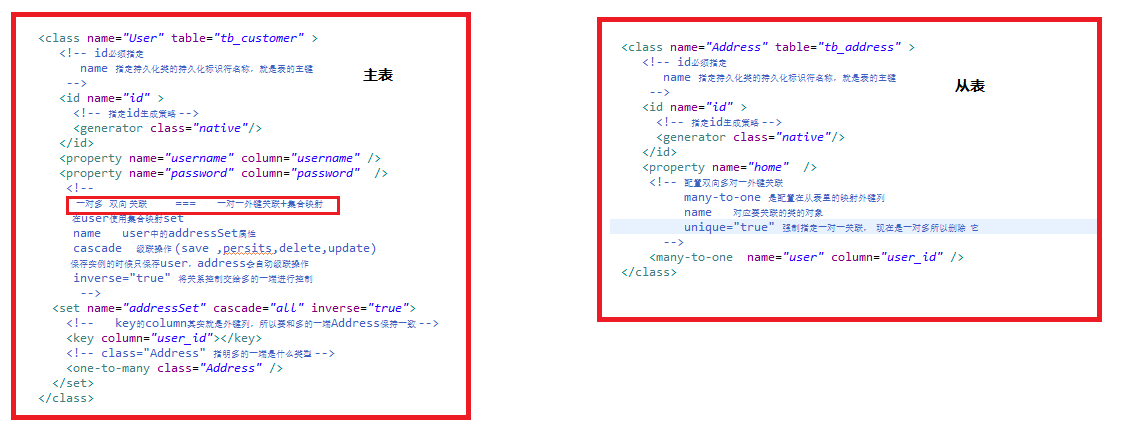 <class name="User" table="tb_customer" >
<!-- id必须指定
name 指定持久化类的持久化标识符名称，就是表的主键
-->
<id name="id" >
<!-- 指定id生成策略 -->
<generator class="native"/>
</id>
<property name="username" column="username" />
<property name="password" column="password"  />
<!--
一对多 双向 关联   ===   一对一外键关联+集合映射
在user使用集合映射set
name   user中的addressSet属性
cascade  级联操作 (save ,persits,delete,update)
保存实例的时候只保存user，address会自动级联操作
inverse="true" 将关系控制交给多的一端进行控制
-->
<set name="addressSet" cascade="all" inverse="true">
<!--   key的column其实就是外键列，所以要和多的一端Address保持一致 -->
<key column="user_id"></key>
<!-- class="Address" 指明多的一端是什么类型 -->
<one-to-many class="Address" />
</set>
</class>
主表
<class name="Address" table="tb_address" >
<!-- id必须指定
name 指定持久化类的持久化标识符名称，就是表的主键
-->
<id name="id" >
<!-- 指定id生成策略 -->
<generator class="native"/>
</id>
<property name="home"  />
<!-- 配置双向多对一外键关联
many-to-one 是配置在从表里的映射外键列
name   对应要关联的类的对象
unique="true" 强制指定一对一关联， 现在是一对多所以删除 它
-->
<many-to-one  name="user" column="user_id" />
</class>
从表